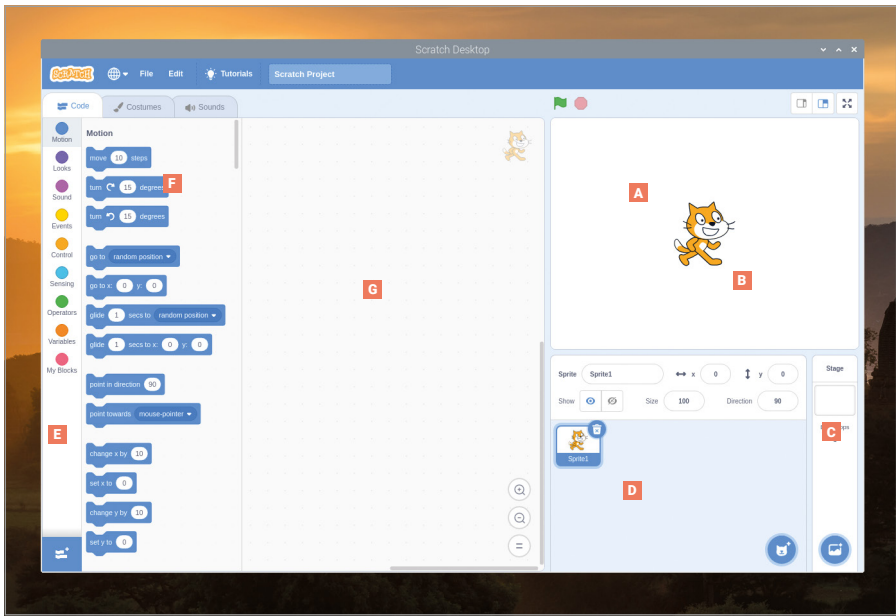 Scratch Desktop
SCRATCH File Edit Tutorials Scratch Project
Code Costumes Sounds
Motion
Looks
Sound
Events
Control
Sensing
Operators
Variables
My Blocks
E
Motion
move 10 steps
turn 15 degrees
F
turn 15 degrees
go to random position
go to x: 0 y: 0
glide 1 secs to random position
glide 1 secs to x: 0 y: 0
point in direction 90
point towards mouse-pointer
change x by 10
set x to 0
change y by 10
set y to 0
G
A
B
Sprite Sprite1 x 0 y 0
Show Size 100 Direction 90
Sprite1
D
Stage
C